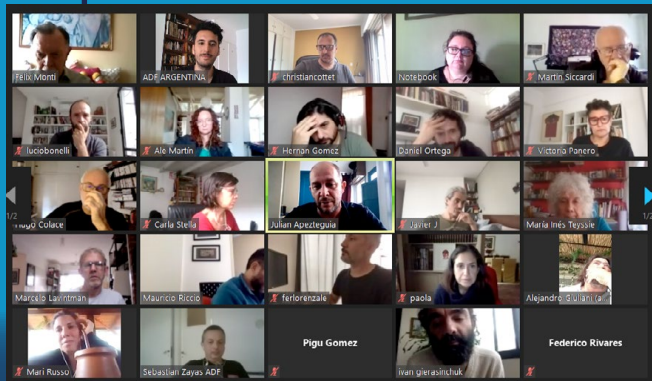 Félix Monti
ADF ARGENTINA
christiancottet
Notebook
Martin Siccardi
luciobonelli
Ale Martin
Hernan Gomez
Daniel Ortega
Victoria Panero
Hugo Colace
Carla Stella
Julian Apezteguia
Javier J
María Inés Teyssie
1/2
1/2
Marcelo Lavintman
Mauricio Riccio
ferlorenzale
paola
Alejandro Giuliani (a...
Mari Russo
Sebastian Zayas ADF
Pigu Gomez
ivan gierasinchuk
Federico Rivares